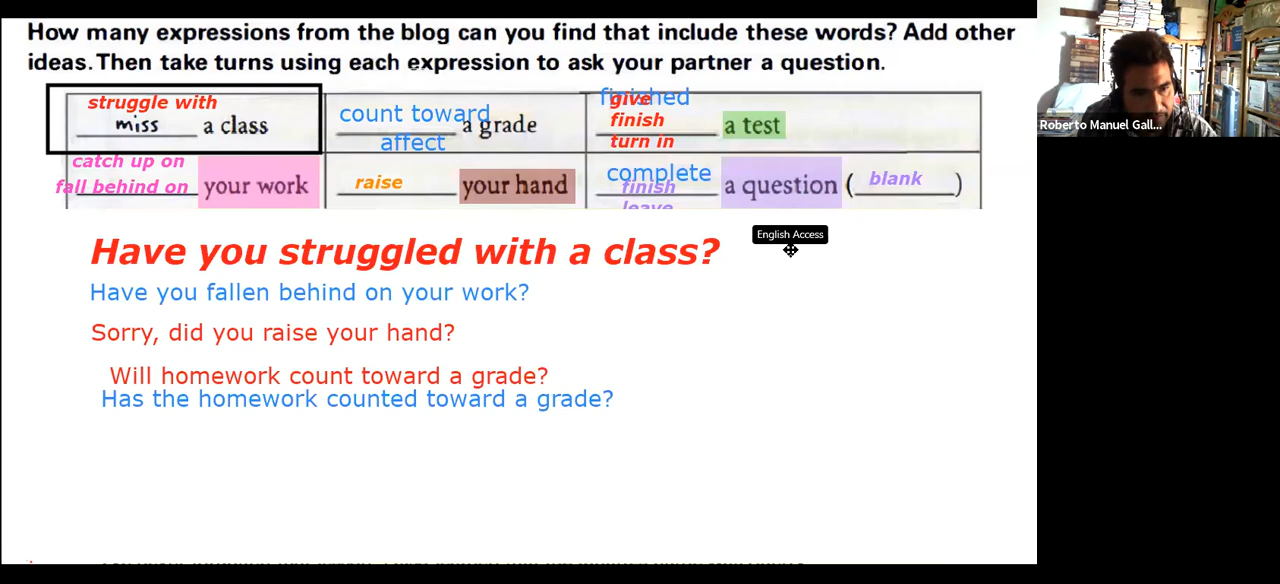 How many expressions from the blog can you find that include these words? Add other
ideas. Then take turns using each expression to ask your partner a question.
struggle with
miss a class
count toward
a grade
affect
finished
give
finish
turn in
a test
catch up on
fall behind on your work
raise your hand
complete
finish
leave
a question (blank)
Have you struggled with a class?
Have you fallen behind on your work?
Sorry, did you raise your hand?
Will homework count toward a grade?
Has the homework counted toward a grade?
English Access
Roberto Manuel Gall...